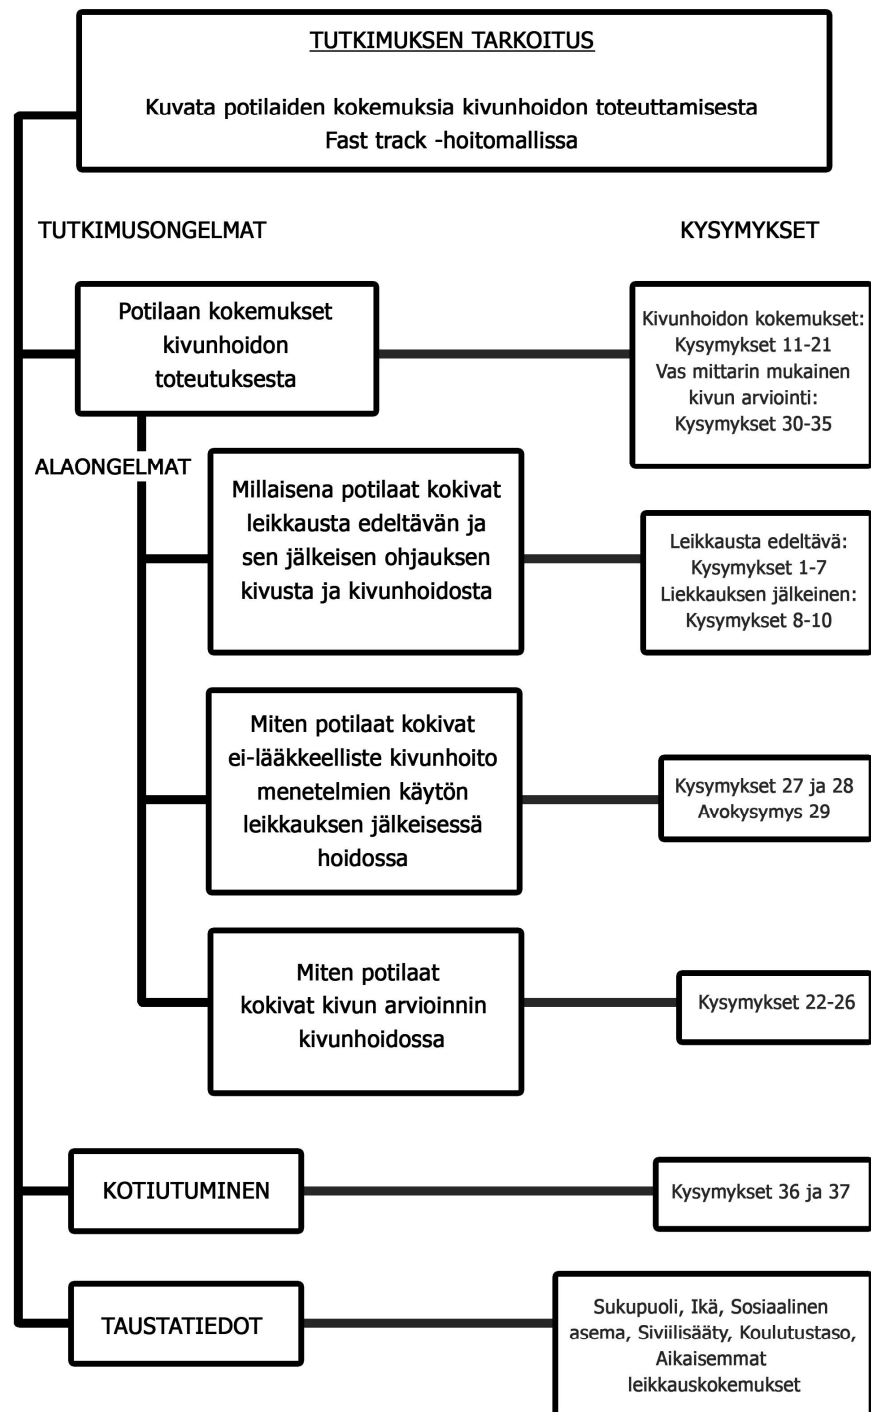 TUTKIMUKSEN TARKOITUS
Kuvata potilaiden kokemuksia kivunhoidon toteuttamisesta
Fast track -hoitomallissa
TUTKIMUSONGELMAT
KYSYMYKSET
Potilaan kokemukset
kivunhoidon
toteutuksesta
Kivunhoidon kokemukset:
Kysymykset 11-21
Vas mittarin mukainen
kivun arviointi:
Kysymykset 30-35
ALAONGELMAT
Millaisena potilaat kokivat
leikkausta edeltävän ja
sen jälkeisen ohjauksen
kivusta ja kivunhoidosta
Leikkausta edeltävä:
Kysymykset 1-7
Liekkauksen jälkeinen:
Kysymykset 8-10
Miten potilaat kokivat
ei-lääkkeelliste kivunhoito
menetelmien käytön
leikkauksen jälkeisessä
hoidossa
Kysymykset 27 ja 28
Avokysymys 29
Miten potilaat
kokivat kivun arvioinnin
kivunhoidossa
Kysymykset 22-26
KOTIUTUMINEN
Kysymykset 36 ja 37
TAUSTATIEDOT
Sukupuoli, Ikä, Sosiaalinen
asema, Siviilisääty, Koulutustaso,
Aikaisemmat
leikkauskokemukset